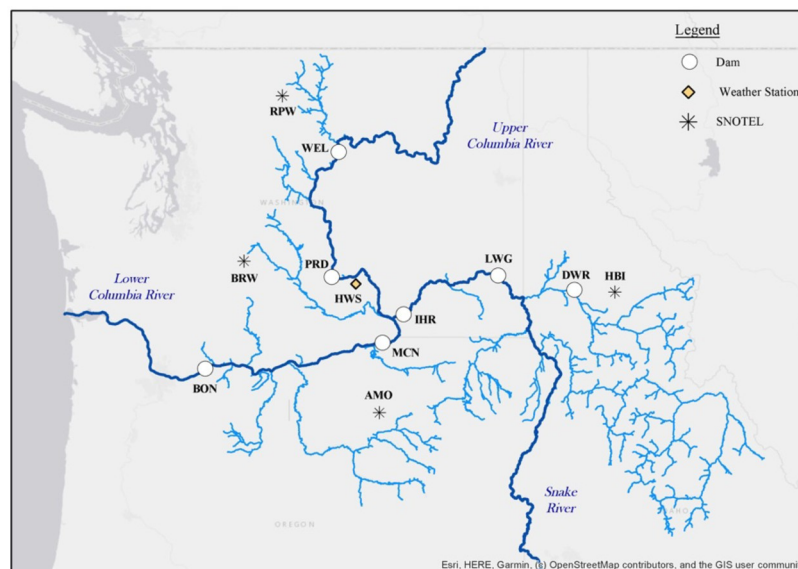 Legend
Dam
Weather Station
SNOTEL
RPW
WEL
Upper
Columbia River
WASHINGTON
BRW
PRD
HWS
LWG
DWR
HBI
Lower
Columbia River
IHR
MCN
BON
AMO
Snake
River
OREGON
Esri, HERE, Garmin, (c) OpenStreetMap contributors, and the GIS user communi